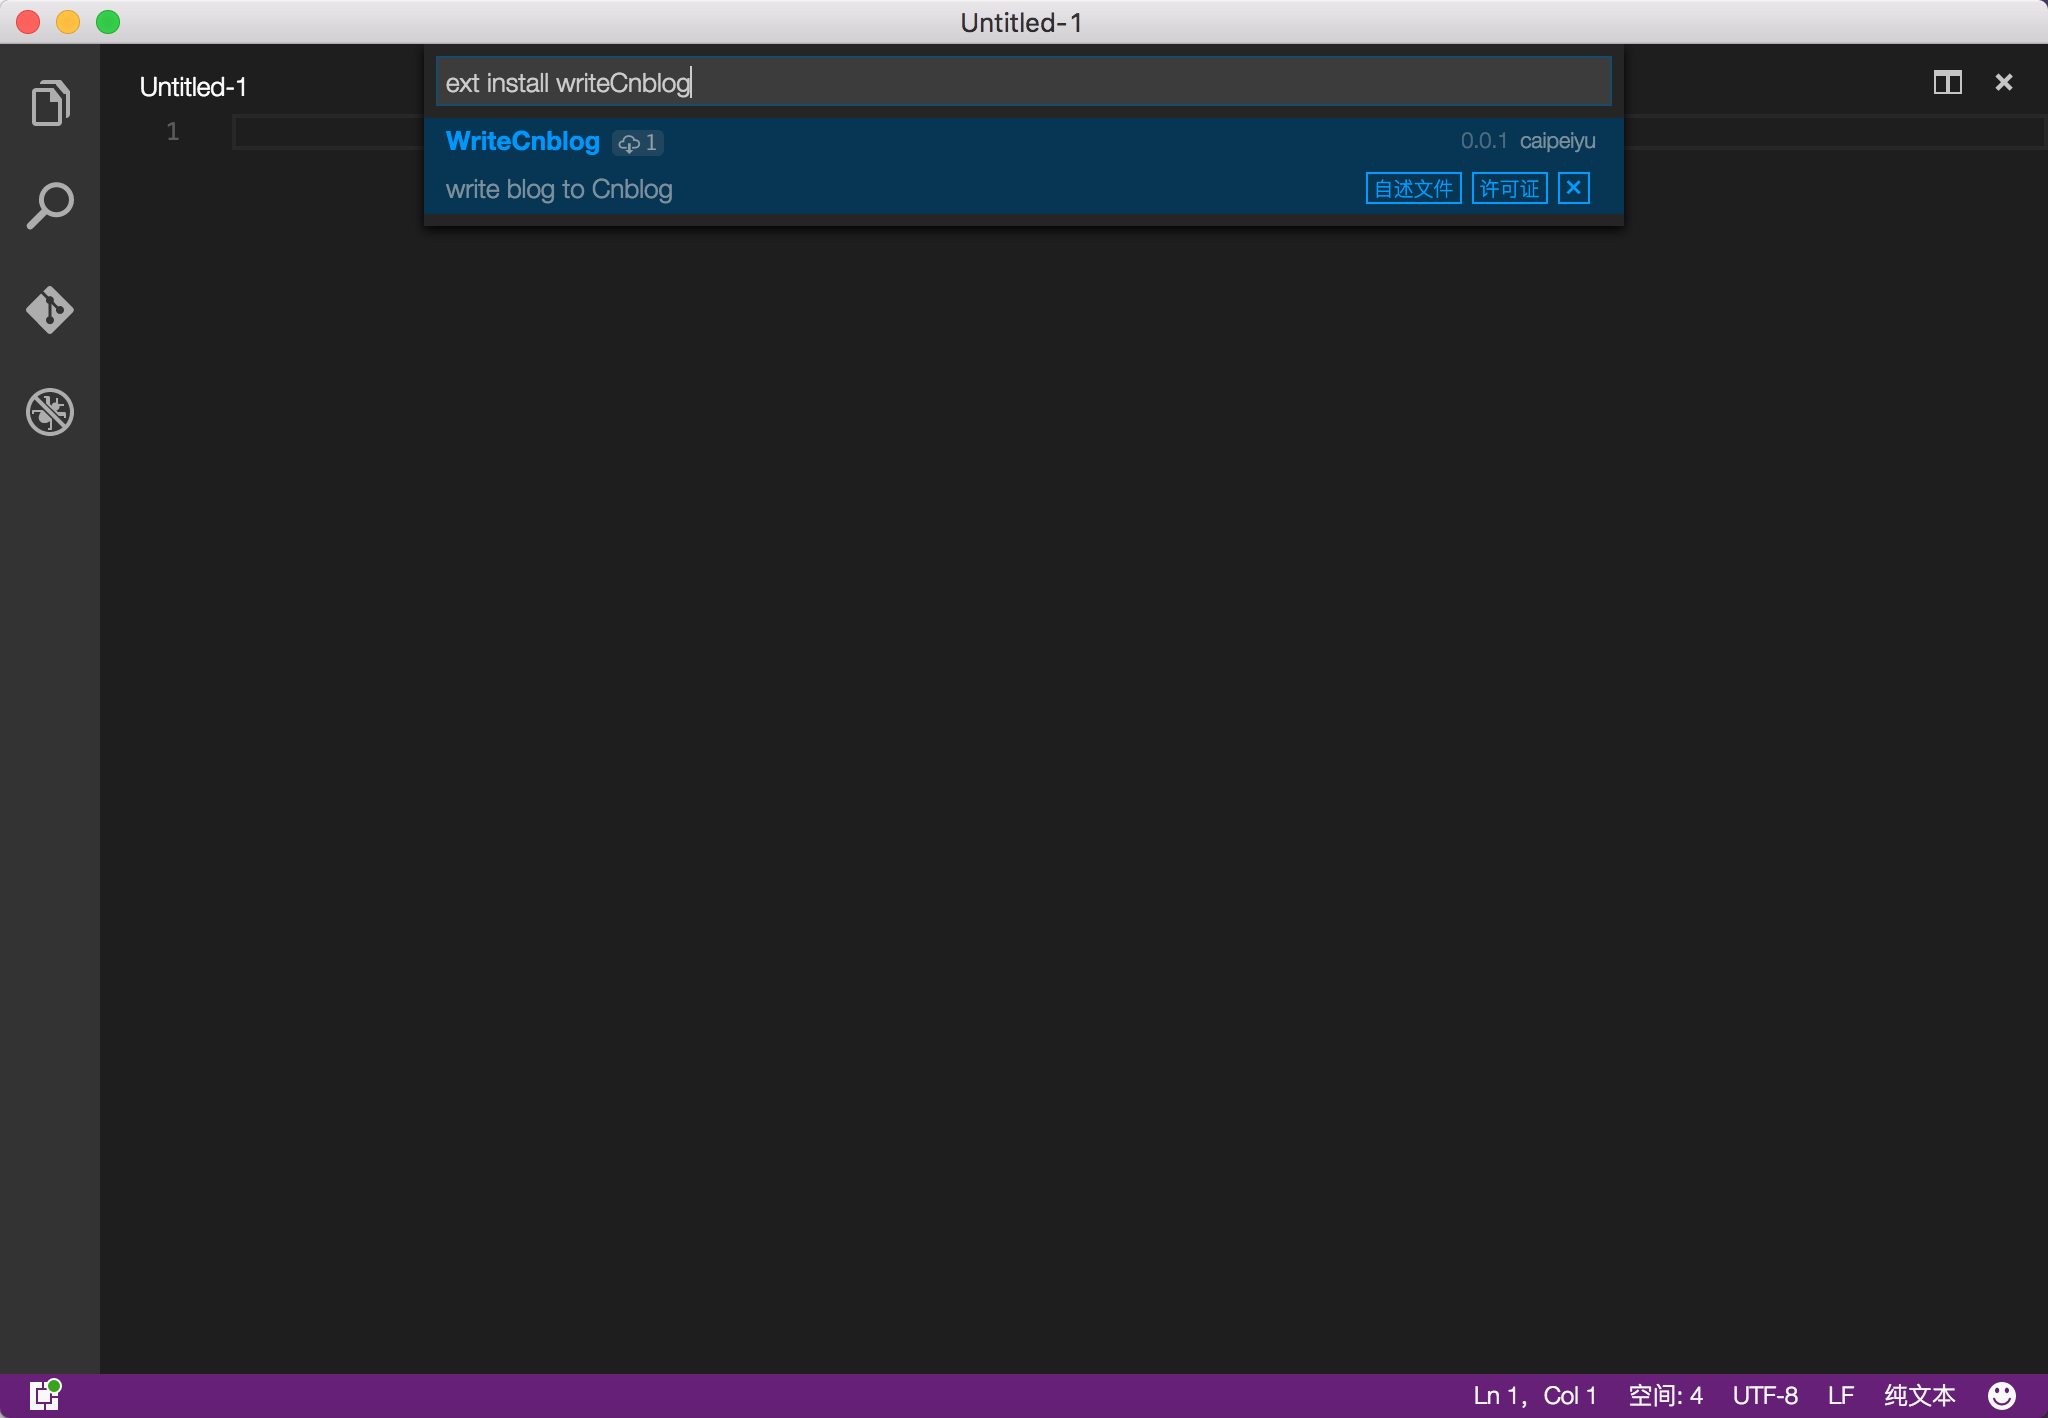 Untitled-1
Untitled-1
ext install writeCnblog
1
WriteCnblog 1 0.0.1 caipeiyu
write blog to Cnblog 自述文件 许可证
Ln 1, Col 1 空间: 4 UTF-8 LF 纯文本